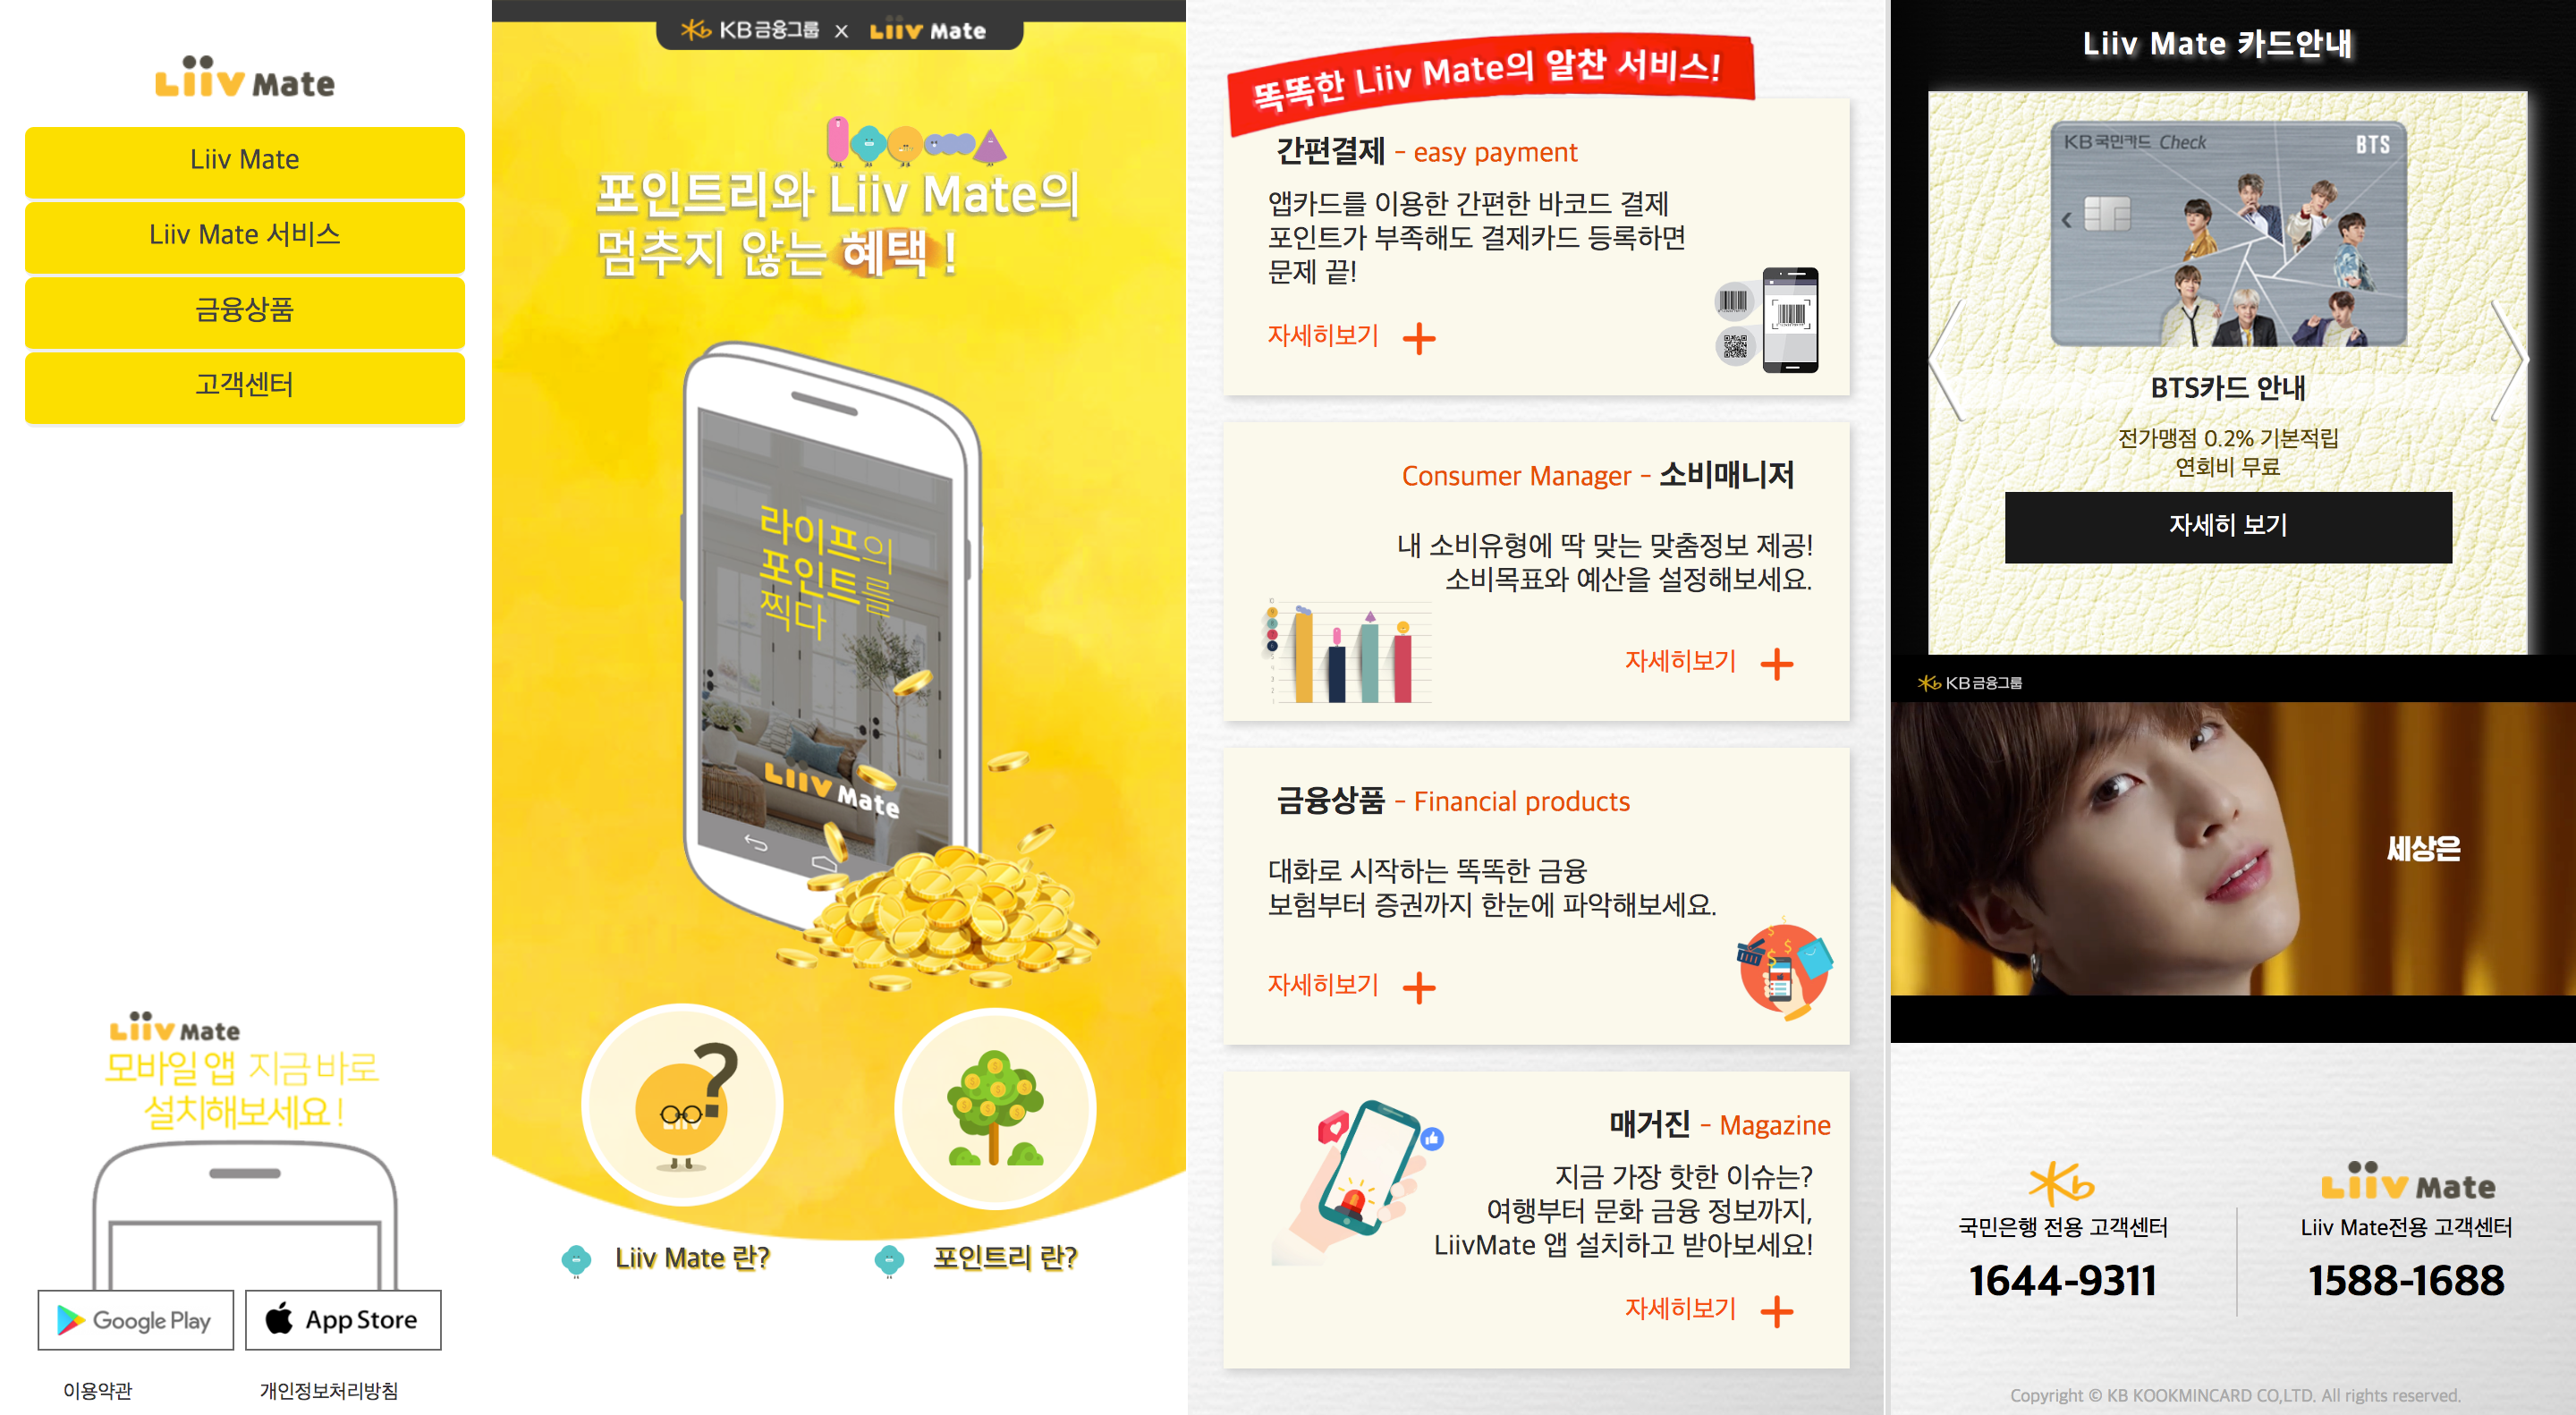 Liiv Mate
Liiv Mate
Liiv Mate 서비스
금융상품
고객센터
Liiv Mate
모바일 앱 지금 바로
설치해보세요 !
Google Play
App Store
이용약관
개인정보처리방침
KB금융그룹 x Liiv Mate
포인트리와 Liiv Mate의
멈추지 않는 혜택 !
라이프의
포인트를
찍다
Liiv Mate
?
Liiv Mate 란?
포인트리 란?
똑똑한 Liiv Mate의 알찬 서비스!
간편결제 - easy payment
앱카드를 이용한 간편한 바코드 결제
포인트가 부족해도 결제카드 등록하면
문제 끝!
자세히보기 +
Consumer Manager - 소비매니저
내 소비유형에 딱 맞는 맞춤정보 제공!
소비목표와 예산을 설정해보세요.
자세히보기 +
금융상품 - Financial products
대화로 시작하는 똑똑한 금융
보험부터 증권까지 한눈에 파악해보세요.
자세히보기 +
매거진 - Magazine
지금 가장 핫한 이슈는?
여행부터 문화 금융 정보까지,
LiivMate 앱 설치하고 받아보세요!
자세히보기 +
Liiv Mate 카드안내
KB국민카드 Check
BTS
BTS카드 안내
전가맹점 0.2% 기본적립
연회비 무료
자세히 보기
KB금융그룹
세상은
Kb
국민은행 전용 고객센터
1644-9311
Liiv Mate
Liiv Mate전용 고객센터
1588-1688
Copyright © KB KOOKMINCARD CO,LTD. All rights reserved.